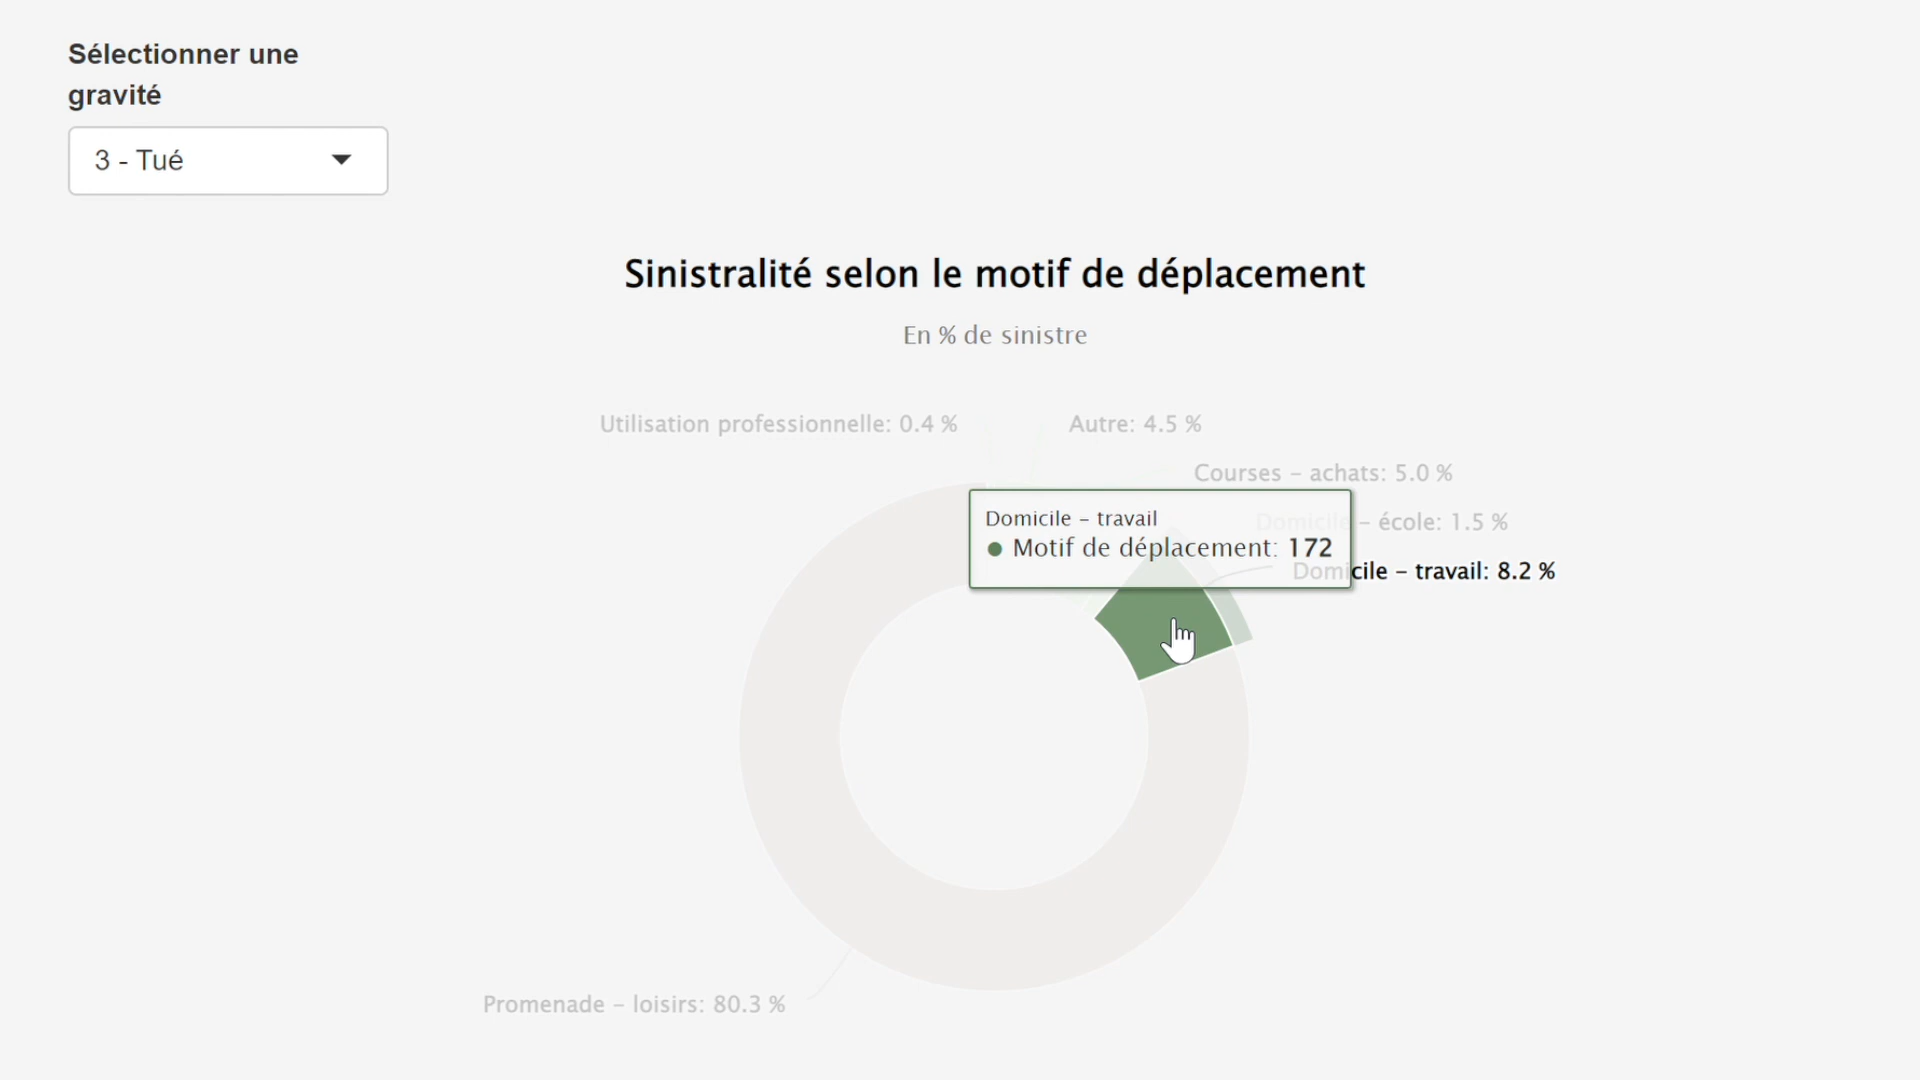 Sélectionner une
gravité
3 - Tué
Sinistralité selon le motif de déplacement
En % de sinistre
Utilisation professionnelle: 0.4 %
Autre: 4.5 %
Courses – achats: 5.0 %
Domicile – travail
Domicile – école: 1.5 %
Motif de déplacement: 172
Domicile – travail: 8.2 %
Promenade – loisirs: 80.3 %